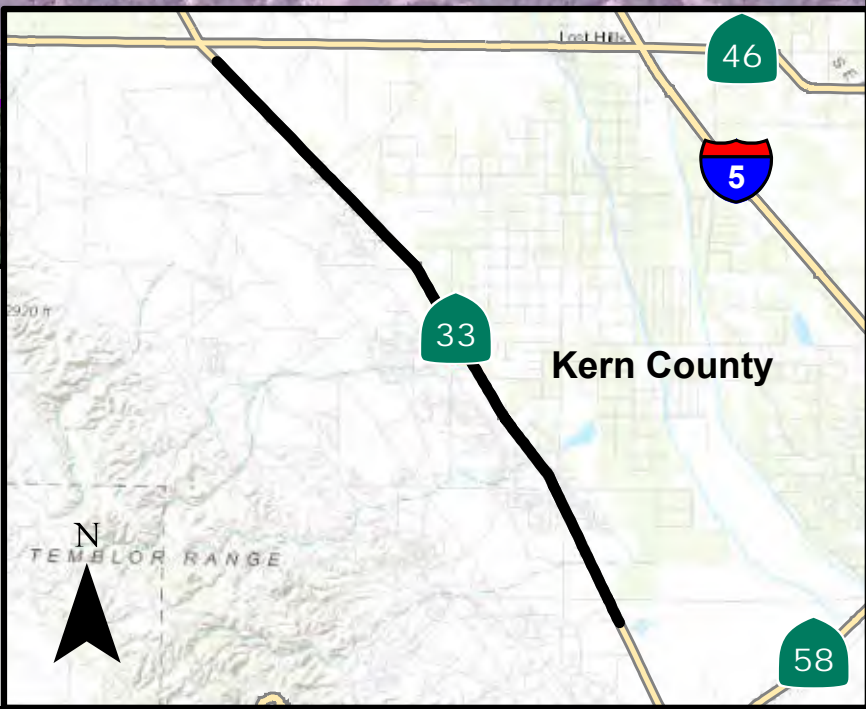 Lost Hills
46
S E
5
2920 ft
33
Kern County
N
TEMBLOR RANGE
58